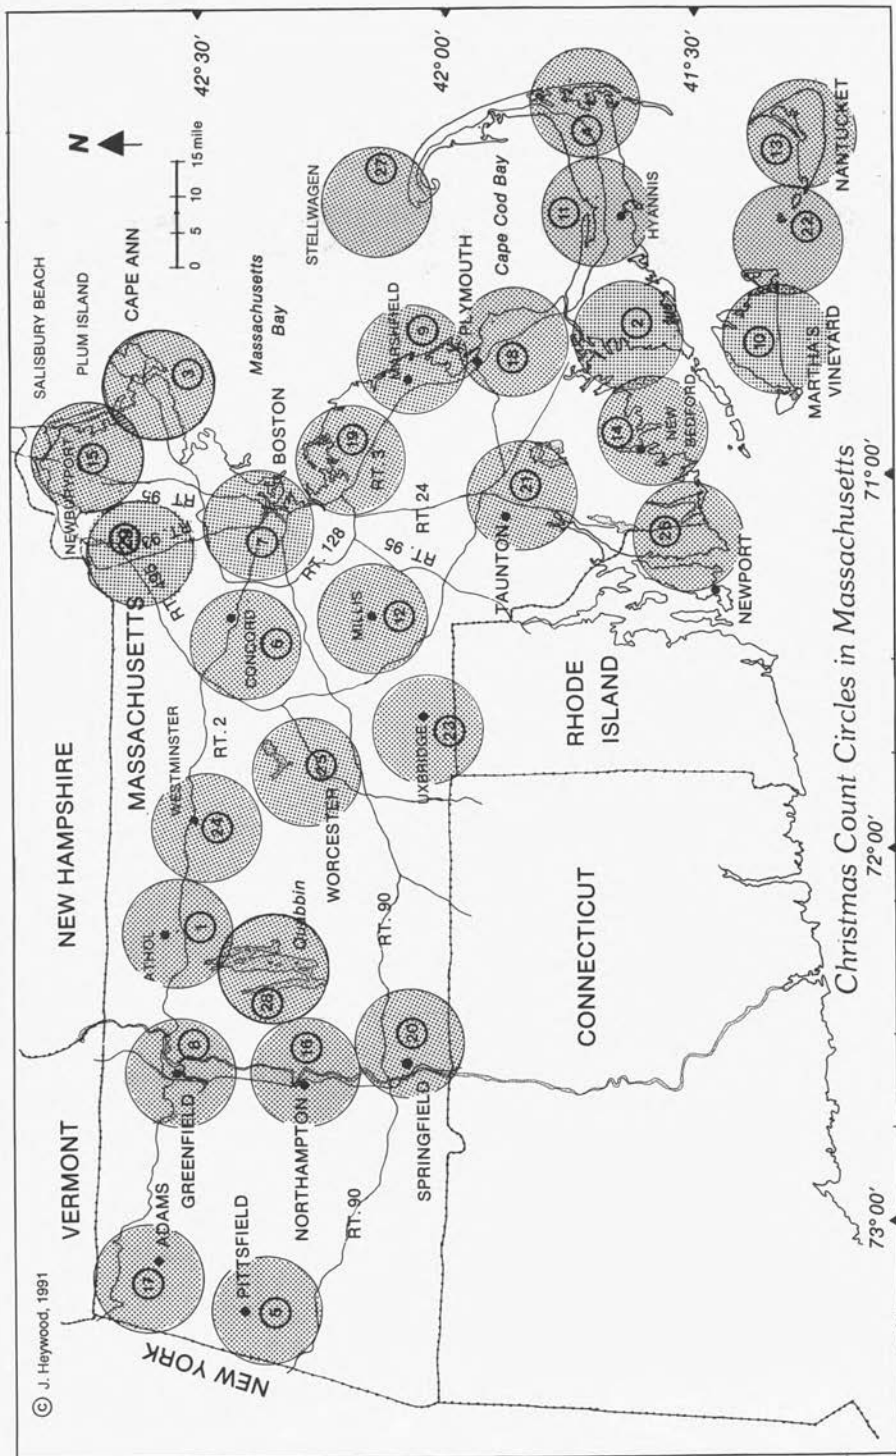 © J. Heywood, 1991
NEW YORK
VERMONT
NEW HAMPSHIRE
MASSACHUSETTS
CONNECTICUT
RHODE
ISLAND
N
0 5 10 15 mile
SALISBURY BEACH
PLUM ISLAND
CAPE ANN
Massachusetts
Bay
BOSTON
STELLWAGEN
Cape Cod Bay
PLYMOUTH
MARSHFIELD
HYANNIS
NANTUCKET
MARTHA'S
VINEYARD
NEW
BEDFORD
NEWPORT
TAUNTON
NEWBURYPORT
CONCORD
MILLIS
UXBRIDGE
WORCESTER
WESTMINSTER
ATHOL
Quabbin
GREENFIELD
NORTHAMPTON
SPRINGFIELD
ADAMS
PITTSFIELD
RT. 2
RT. 90
RT. 90
RT. 95
RT. 93
RT. 128
RT. 95
RT. 24
RT. 3
17
5
8
16
20
1
28
24
25
23
6
12
7
15
3
19
9
18
21
26
14
2
11
27
10
22
13
42°30'
42°00'
41°30'
71°00'
72°00'
73°00'
Christmas Count Circles in Massachusetts